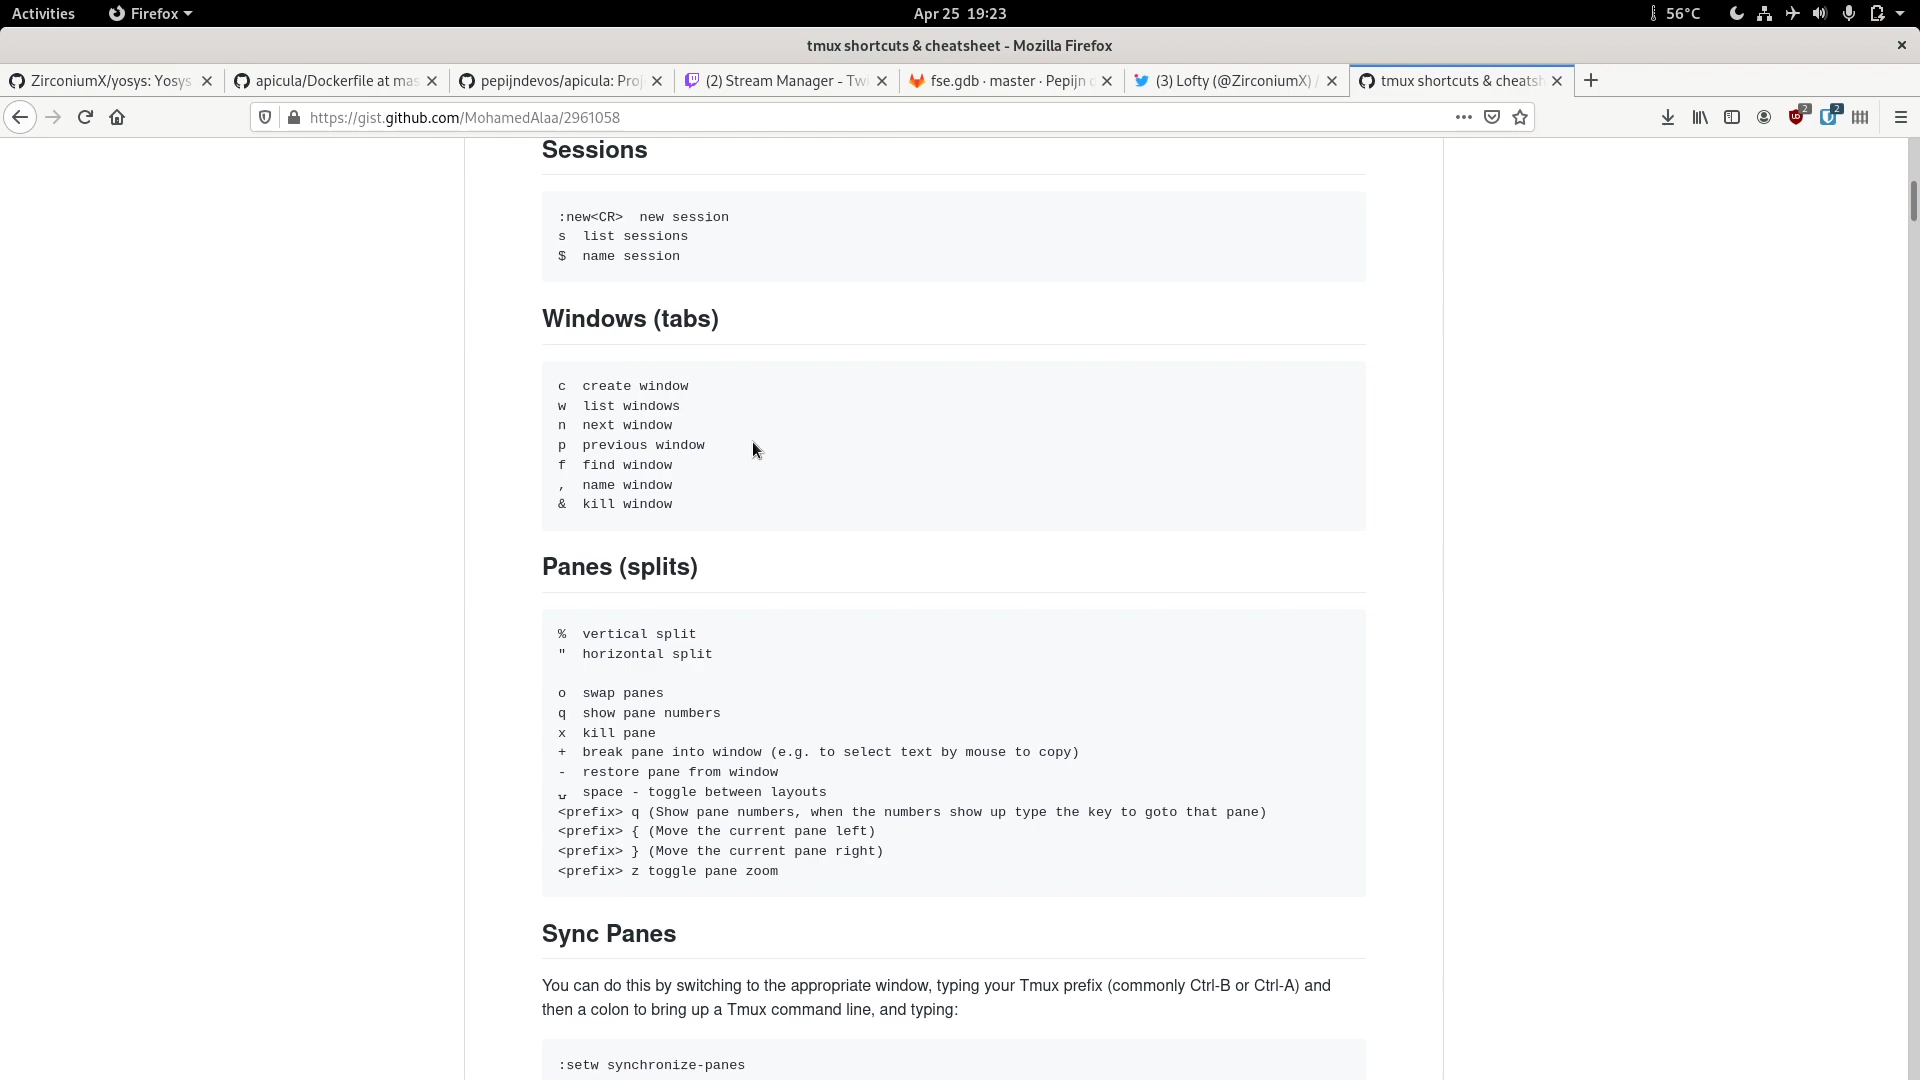 Activities Firefox Apr 25 19:23 56°C
tmux shortcuts & cheatsheet - Mozilla Firefox
ZirconiumX/yosys: Yosys apicula/Dockerfile at mas pepijndevos/apicula: Proj (2) Stream Manager - Twi fse.gdb · master · Pepijn d (3) Lofty (@ZirconiumX) / tmux shortcuts & cheatsh
https://gist.github.com/MohamedAlaa/2961058 2 2
Sessions
:new<CR>  new session
s  list sessions
$  name session
Windows (tabs)
c  create window
w  list windows
n  next window
p  previous window
f  find window
,  name window
&  kill window
Panes (splits)
%  vertical split
"  horizontal split
o  swap panes
q  show pane numbers
x  kill pane
+  break pane into window (e.g. to select text by mouse to copy)
-  restore pane from window
⍽  space - toggle between layouts
<prefix> q (Show pane numbers, when the numbers show up type the key to goto that pane)
<prefix> { (Move the current pane left)
<prefix> } (Move the current pane right)
<prefix> z toggle pane zoom
Sync Panes
You can do this by switching to the appropriate window, typing your Tmux prefix (commonly Ctrl-B or Ctrl-A) and
then a colon to bring up a Tmux command line, and typing:
:setw synchronize-panes